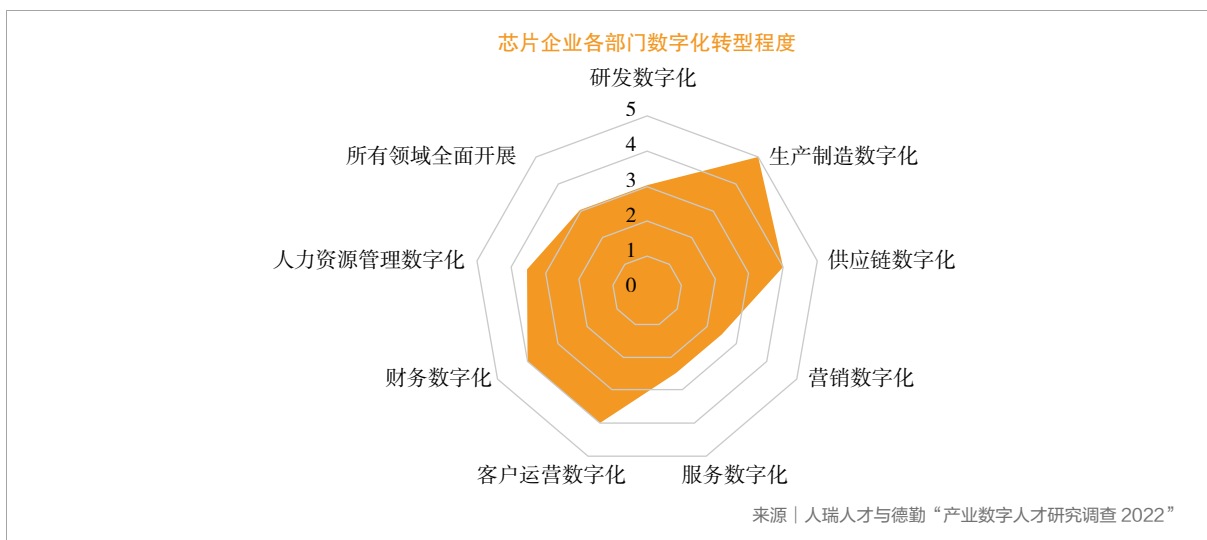 芯片企业各部门数字化转型程度
研发数字化
5
4
3
2
1
0
生产制造数字化
供应链数字化
营销数字化
服务数字化
客户运营数字化
财务数字化
人力资源管理数字化
所有领域全面开展
来源｜人瑞人才与德勤“产业数字人才研究调查 2022”